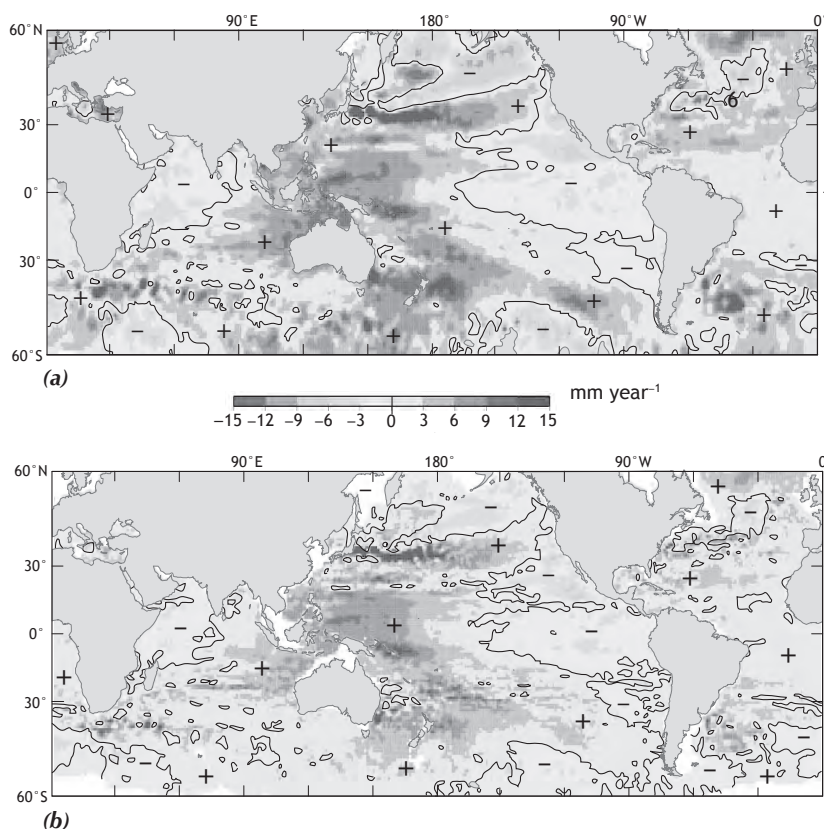 90°E 180° 90°W 0°
60°N
30°
0°
30°
60°S
+ − + + − + + − + − + 6 + − + + + − + − + − + − + − +
(a)
mm year⁻¹
−15 −12 −9 −6 −3 0 3 6 9 12 15
90°E 180° 90°W 0
60°N
30°
0°
30°
60°S
− − + − + − + − + + − + + − + − − + + − − +
(b)